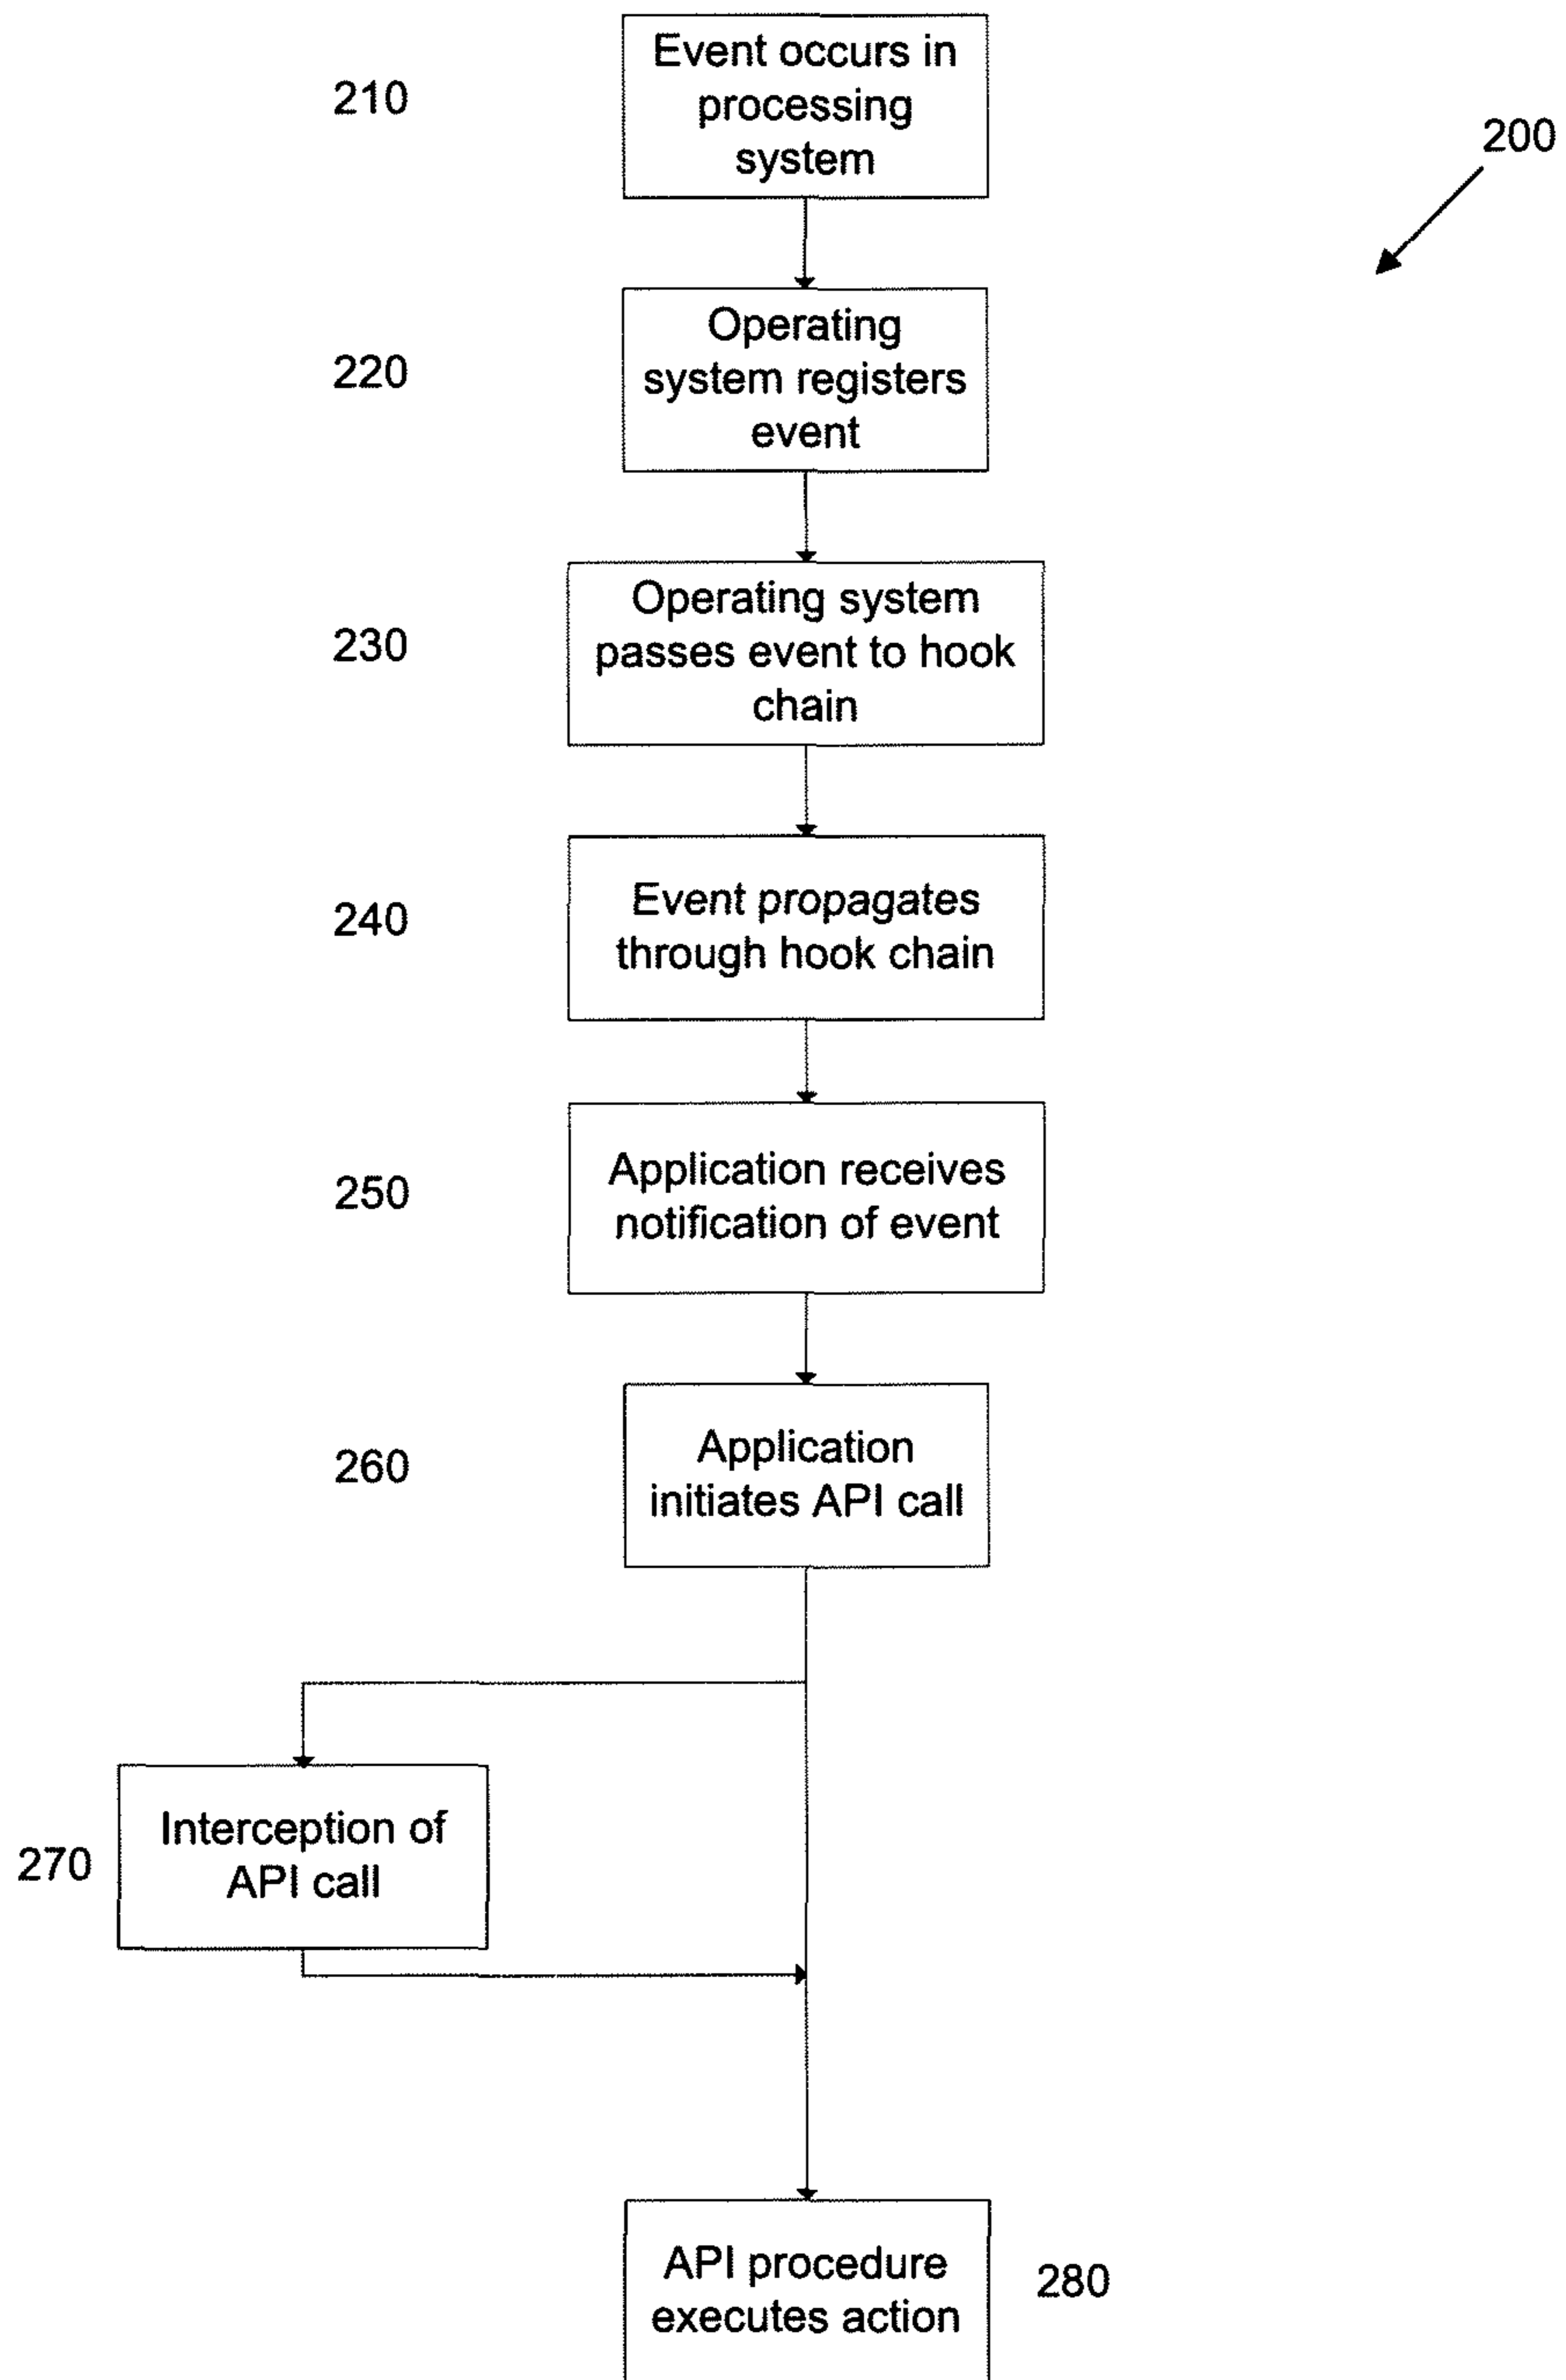 210
Event occurs in
processing
system
200
220
Operating
system registers
event
230
Operating system
passes event to hook
chain
240
Event propagates
through hook chain
250
Application receives
notification of event
260
Application
initiates API call
270
Interception of
API call
API procedure
executes action
280